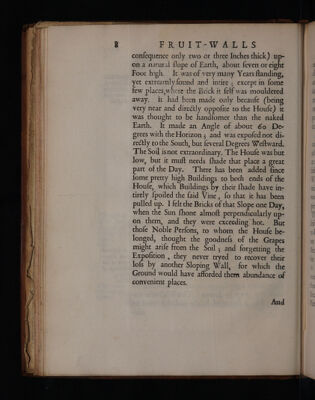 8 FRUIT-WALLS
consequence only two or three Inches thick) up-
on a natural slope of Earth, about seven or eight
Foot high. It was of very many Years standing,
yet extreamly sound and intire; except in some
few places, where the Brick it self was mouldered
away. It had been made only because (being
very near and directly opposite to the House) it
was thought to be handsomer than the naked
Earth. It made an Angle of about 60 De-
grees with the Horizon; and was exposed not di-
rectly to the South, but several Degrees Westward.
The Soil is not extraordinary. The House was but
low, but it must needs shade that place a great
part of the Day. There has been added since
some pretty high Buildings to both ends of the
House, which Buildings by their shade have in-
tirely spoiled the said Vine, so that it has been
pulled up. I felt the Bricks of that Slope one Day,
when the Sun shone almost perpendicularly up-
on them, and they were exceeding hot. But
those Noble Persons, to whom the House be-
longed, thought the goodness of the Grapes
might arise from the Soil; and forgetting the
Exposition, they never tryed to recover their
loss by another Sloping Wall, for which the
Ground would have afforded them abundance of
convenient places.
And